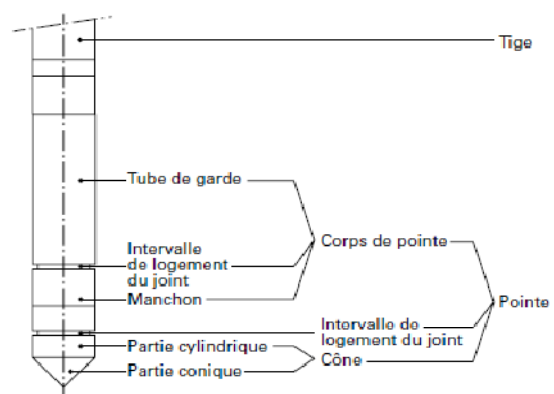 Tige
Tube de garde
Corps de pointe
Intervalle
de logement
du joint
Manchon
Pointe
Intervalle de
logement du joint
Partie cylindrique
Cône
Partie conique